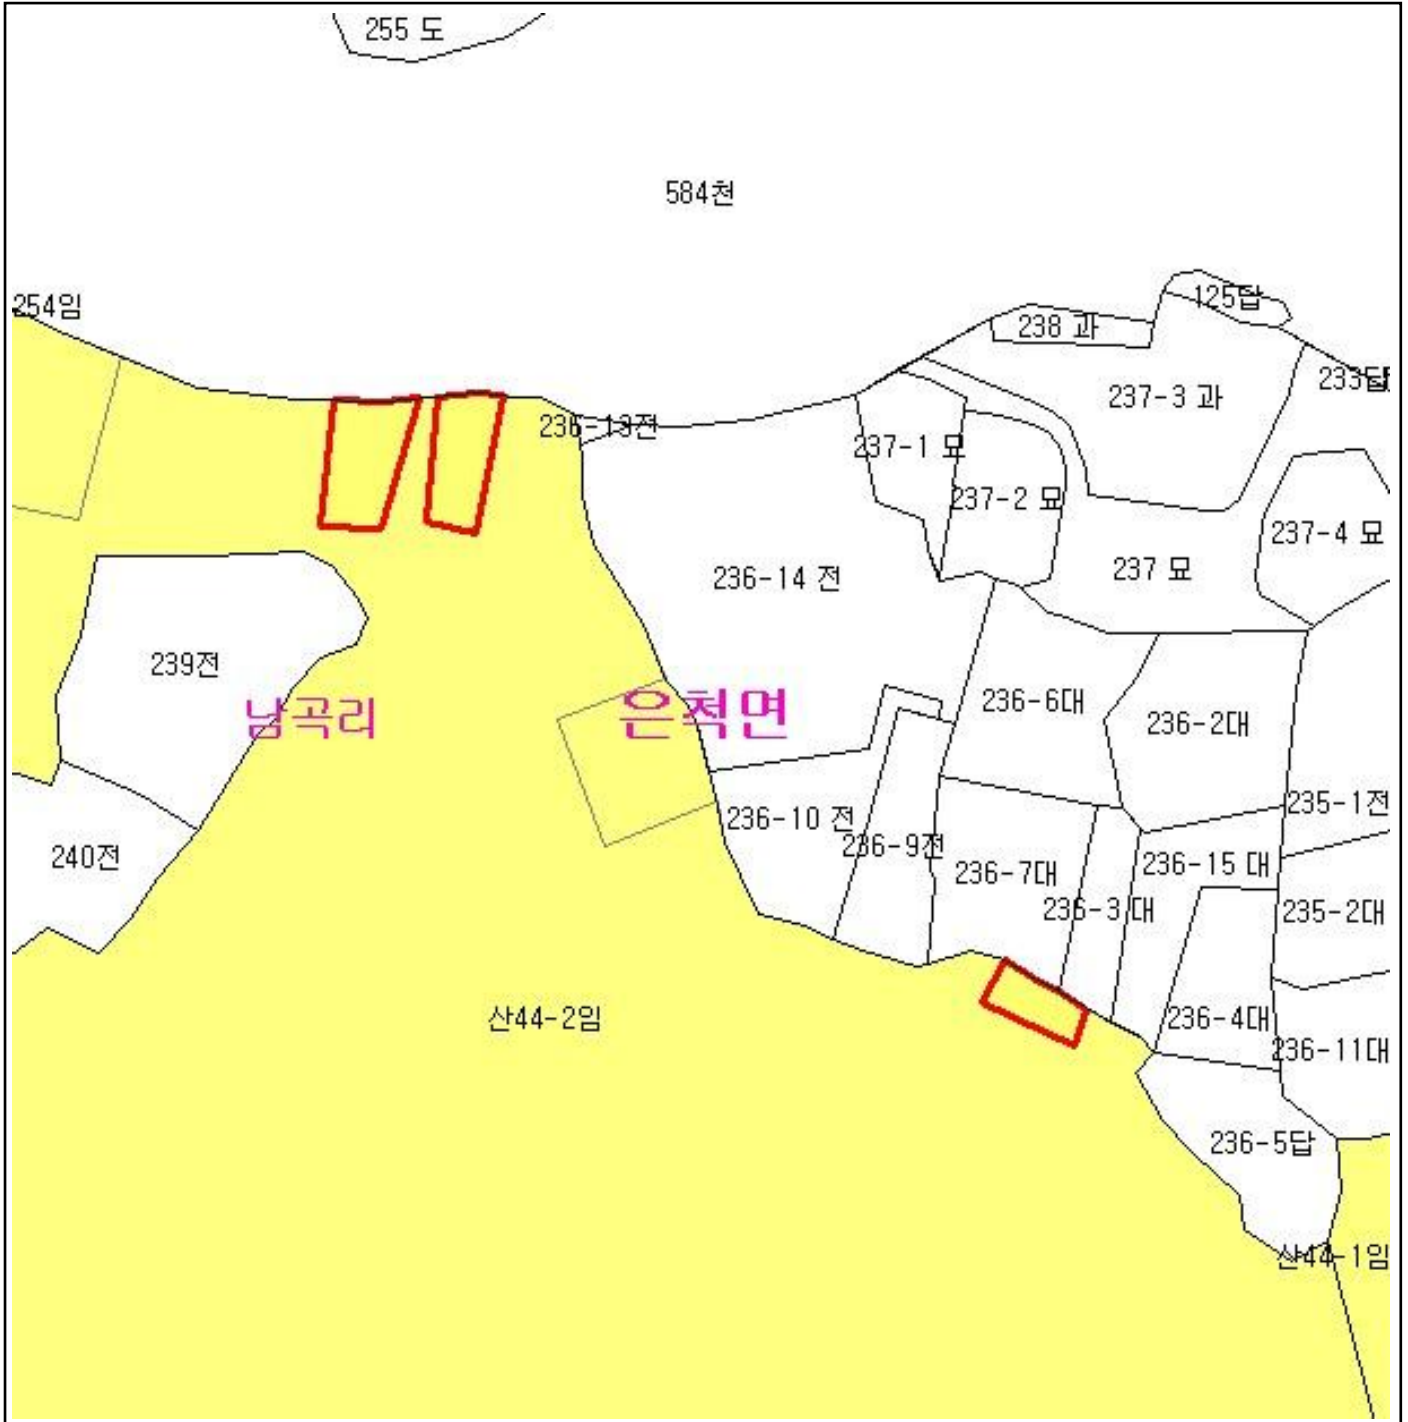 255 도
584천
254임
125답
238 과
233답
237-3 과
236-13전
237-1 묘
237-2 묘
237-4 묘
237 묘
236-14 전
239전
남곡리
은척면
236-6대
236-2대
235-1전
236-10 전
236-9전
240전
236-7대
236-15 대
236-3 대
235-2대
산44-2임
236-4대
236-11대
236-5답
산44-1임